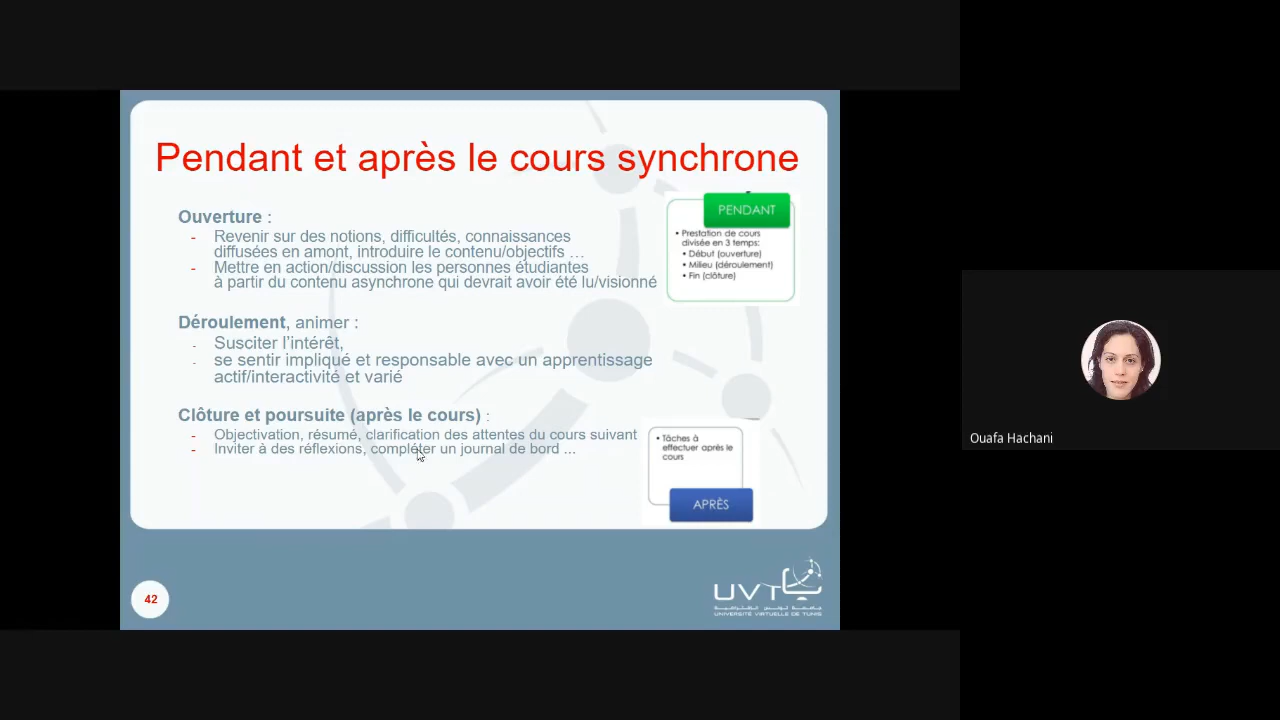 Pendant et après le cours synchrone
Ouverture :
- Revenir sur des notions, difficultés, connaissances
diffusées en amont, introduire le contenu/objectifs …
- Mettre en action/discussion les personnes étudiantes
à partir du contenu asynchrone qui devrait avoir été lu/visionné
Déroulement, animer :
- Susciter l’intérêt,
- se sentir impliqué et responsable avec un apprentissage
actif/interactivité et varié
Clôture et poursuite (après le cours) :
- Objectivation, résumé, clarification des attentes du cours suivant
- Inviter à des réflexions, compléter un journal de bord ...
PENDANT
• Prestation de cours
divisée en 3 temps:
• Début (ouverture)
• Milieu (déroulement)
• Fin (clôture)
• Tâches à
effectuer après le
cours
APRÈS
42
UVT
جامعة تونس الافتراضية
UNIVERSITÉ VIRTUELLE DE TUNIS
Ouafa Hachani